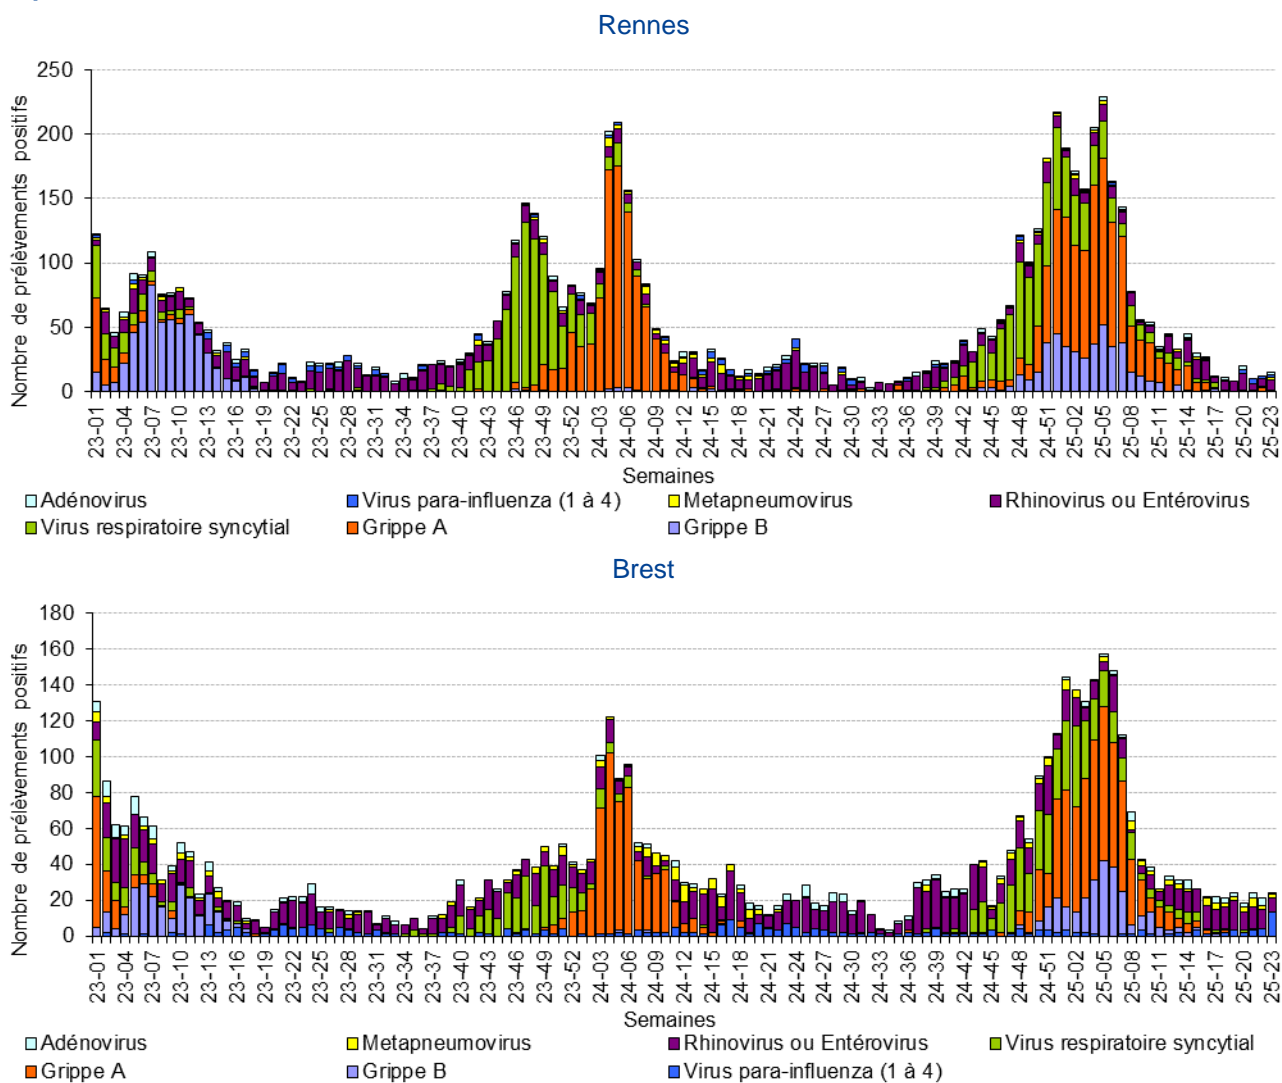 Rennes
Nombre de prélèvements positifs
250
200
150
100
50
0
23-01 23-04 23-07 23-10 23-13 23-16 23-19 23-22 23-25 23-28 23-31 23-34 23-37 23-40 23-43 23-46 23-49 23-52 24-03 24-06 24-09 24-12 24-15 24-18 24-21 24-24 24-27 24-30 24-33 24-36 24-39 24-42 24-45 24-48 24-51 25-02 25-05 25-08 25-11 25-14 25-17 25-20 25-23
Semaines
Adénovirus Virus para-influenza (1 à 4) Metapneumovirus Rhinovirus ou Entérovirus
Virus respiratoire syncytial Grippe A Grippe B
Brest
Nombre de prélèvements positifs
180
160
140
120
100
80
60
40
20
0
23-01 23-04 23-07 23-10 23-13 23-16 23-19 23-22 23-25 23-28 23-31 23-34 23-37 23-40 23-43 23-46 23-49 23-52 24-03 24-06 24-09 24-12 24-15 24-18 24-21 24-24 24-27 24-30 24-33 24-36 24-39 24-42 24-45 24-48 24-51 25-02 25-05 25-08 25-11 25-14 25-17 25-20 25-23
Semaines
Adénovirus Metapneumovirus Rhinovirus ou Entérovirus Virus respiratoire syncytial
Grippe A Grippe B Virus para-influenza (1 à 4)